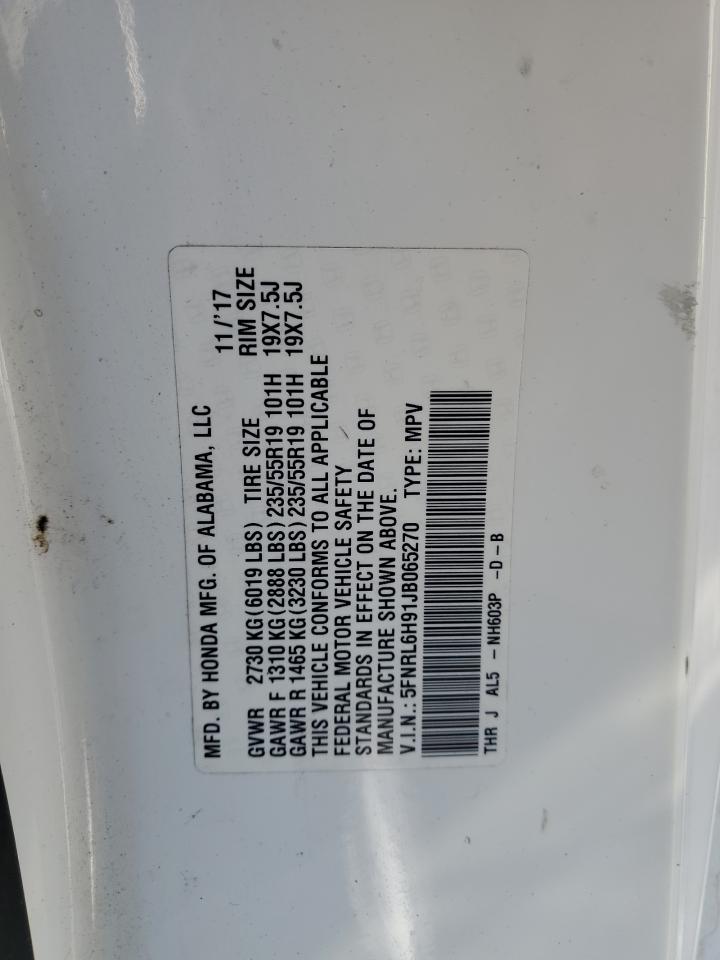 MFD. BY HONDA MFG. OF ALABAMA, LLC 11/'17
GVWR 2730 KG(6019 LBS) TIRE SIZE RIM SIZE
GAWR F 1310 KG(2888 LBS) 235/55R19 101H 19X7.5J
GAWR R 1465 KG(3230 LBS) 235/55R19 101H 19X7.5J
THIS VEHICLE CONFORMS TO ALL APPLICABLE
FEDERAL MOTOR VEHICLE SAFETY
STANDARDS IN EFFECT ON THE DATE OF
MANUFACTURE SHOWN ABOVE.
V.I.N.: 5FNRL6H91JB065270 TYPE: MPV
THR J AL5 - NH603P -D-B